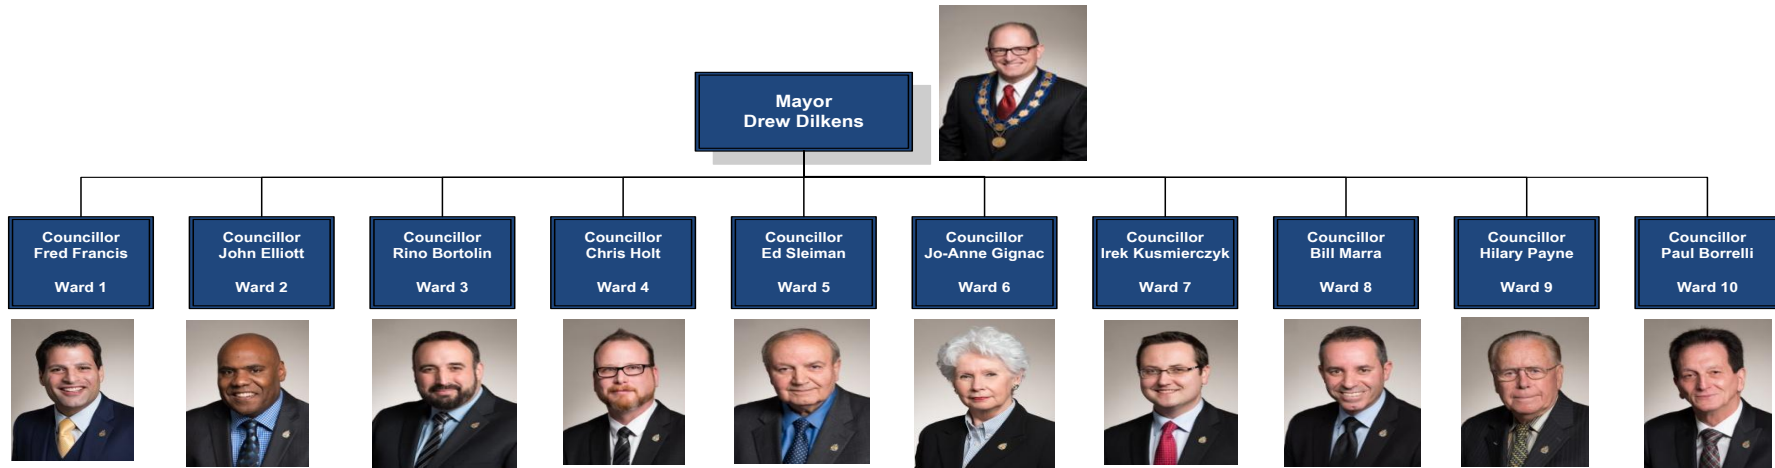 Mayor
Drew Dilkens
Councillor
Fred Francis
Ward 1
Councillor
John Elliott
Ward 2
Councillor
Rino Bortolin
Ward 3
Councillor
Chris Holt
Ward 4
Councillor
Ed Sleiman
Ward 5
Councillor
Jo-Anne Gignac
Ward 6
Councillor
Irek Kusmierczyk
Ward 7
Councillor
Bill Marra
Ward 8
Councillor
Hilary Payne
Ward 9
Councillor
Paul Borrelli
Ward 10